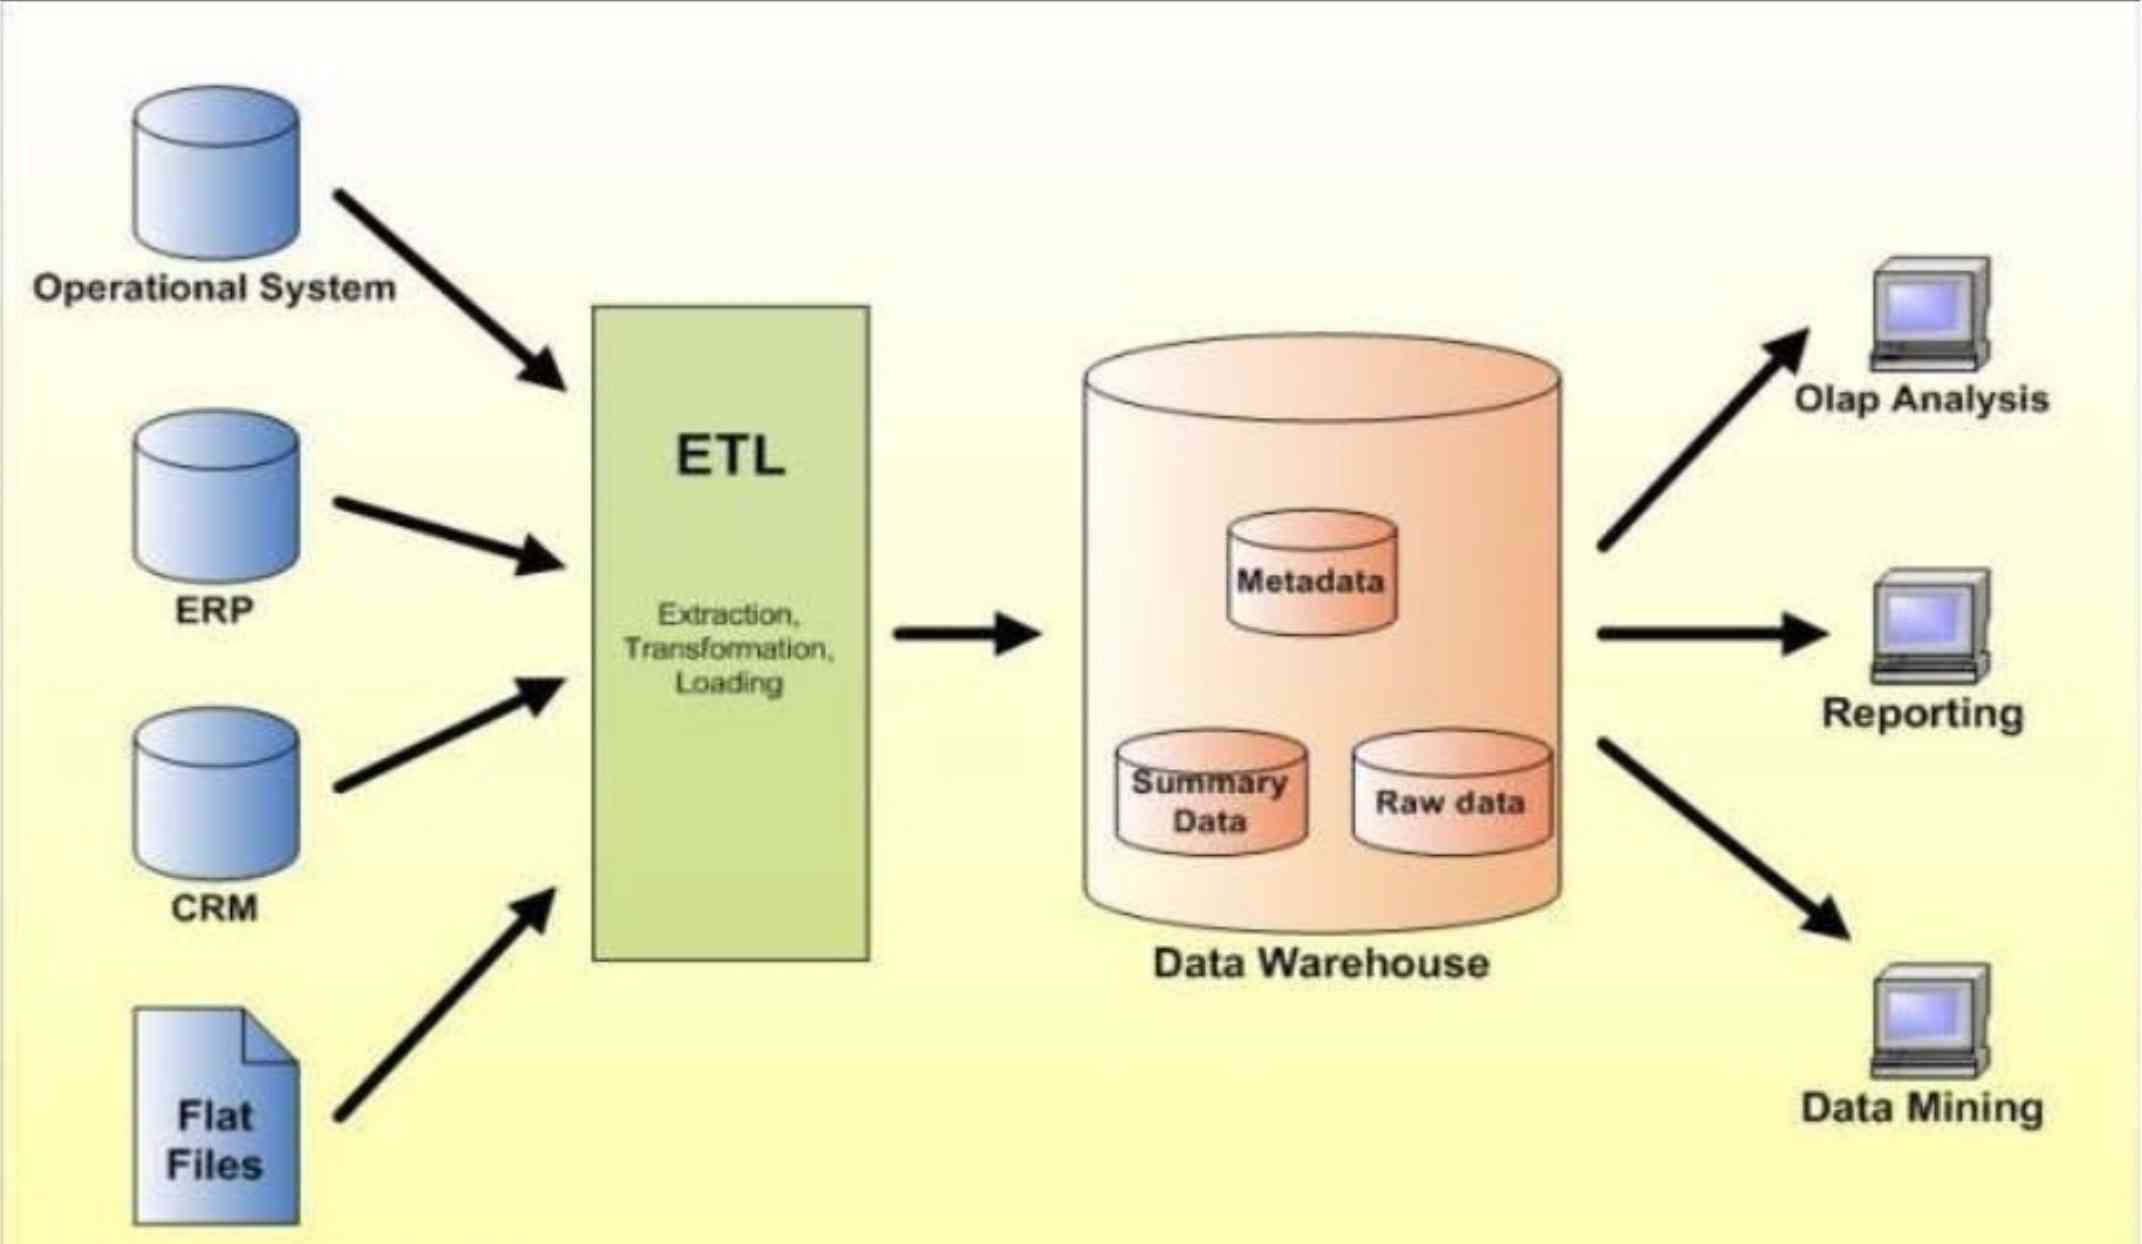 Operational System
ERP
CRM
Flat
Files
ETL
Extraction,
Transformation,
Loading
Metadata
Summary
Data
Raw data
Data Warehouse
Olap Analysis
Reporting
Data Mining